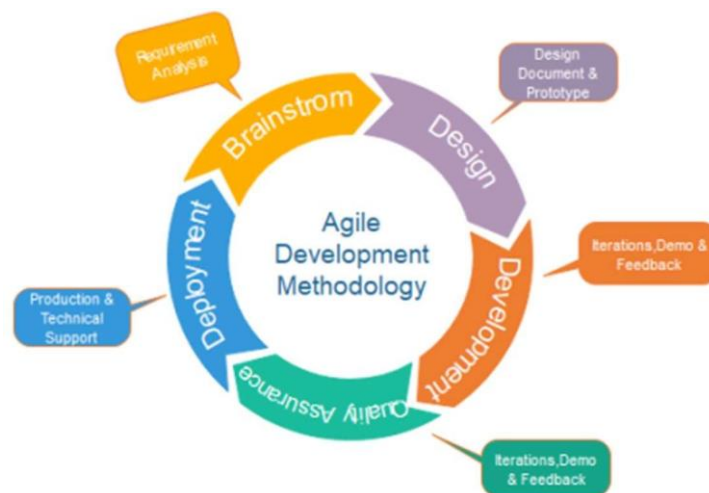 Requirement
Analysis
Brainstrom
Design
Document &
Prototype
Design
Iterations,Demo &
Feedback
Development
Agile
Development
Methodology
Production &
Technical
Support
Deployment
Quality Assurance
Iterations,Demo
& Feedback